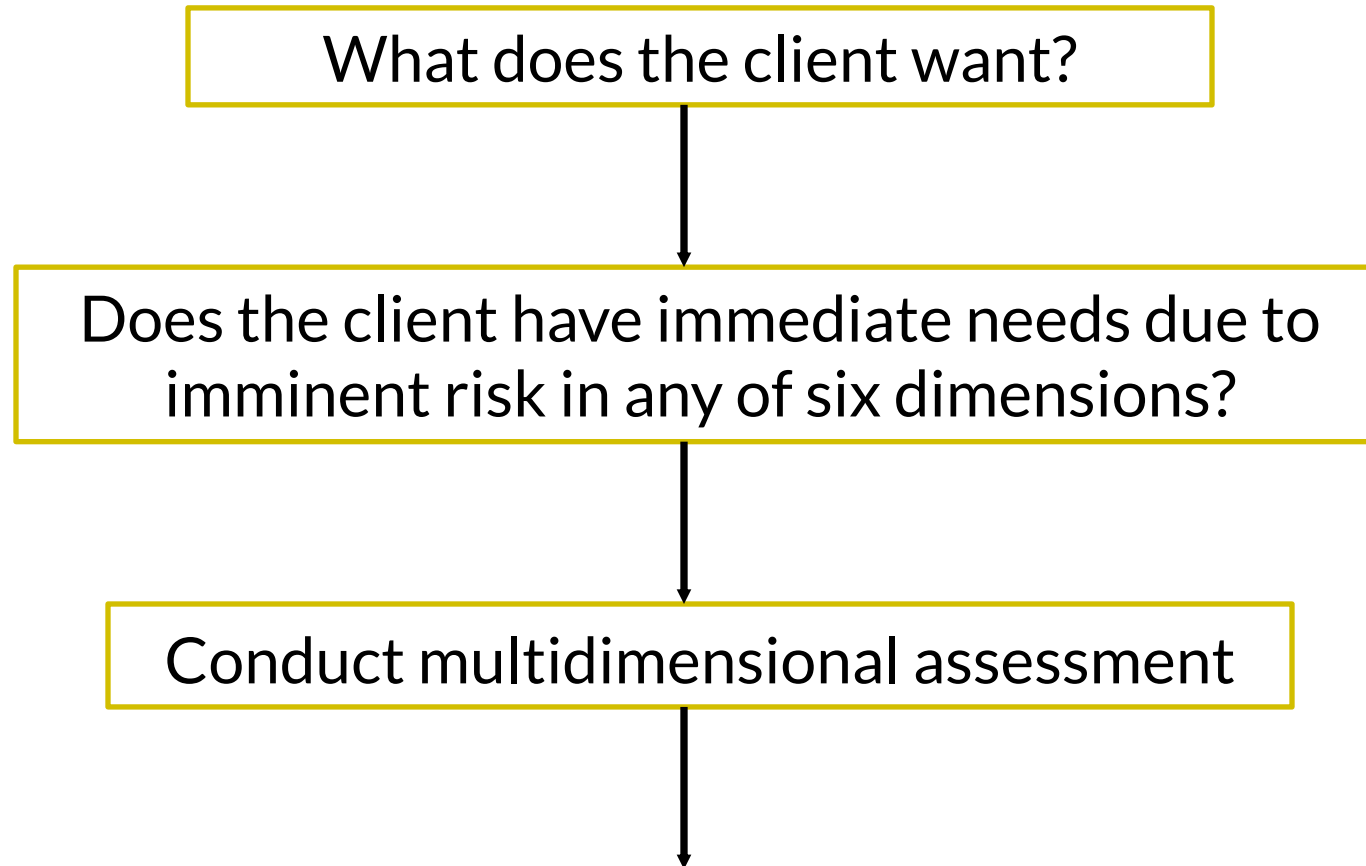 What does the client want?
Does the client have immediate needs due to
imminent risk in any of six dimensions?
Conduct multidimensional assessment